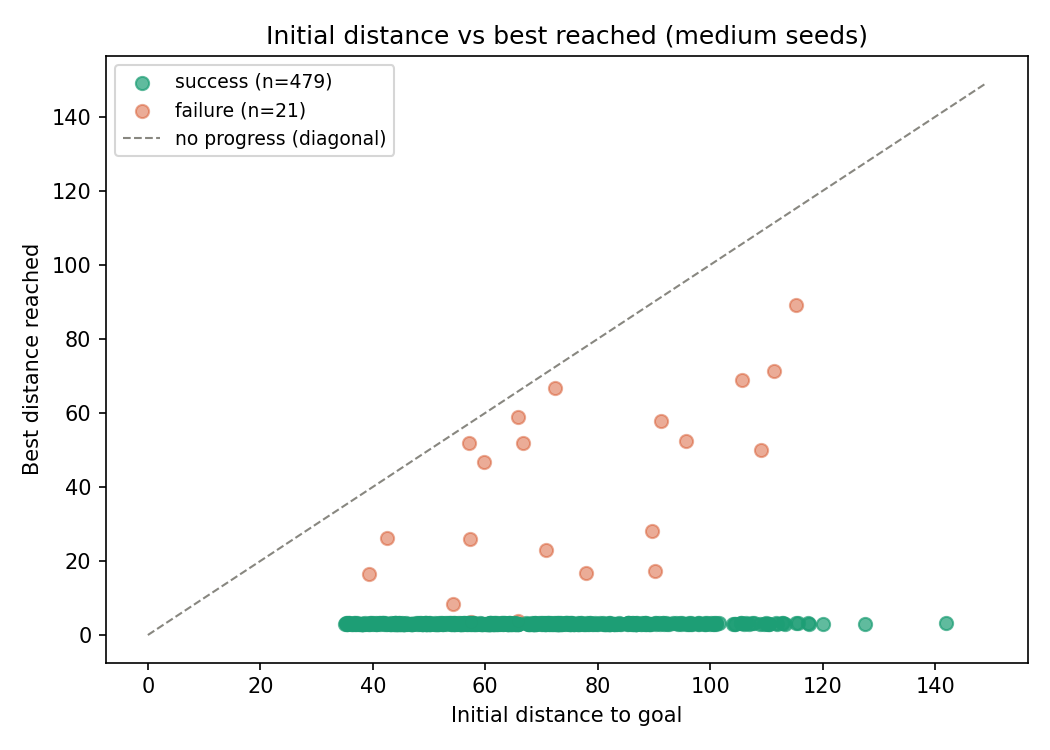 Initial distance vs best reached (medium seeds)
success (n=479)
failure (n=21)
no progress (diagonal)
Best distance reached
140
120
100
80
60
40
20
0
0 20 40 60 80 100 120 140
Initial distance to goal